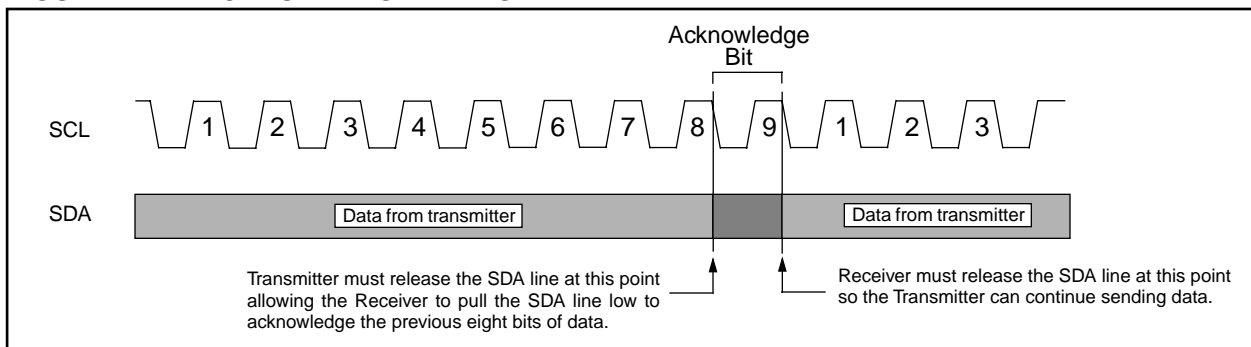 Acknowledge
Bit
SCL 1 2 3 4 5 6 7 8 9 1 2 3
SDA Data from transmitter Data from transmitter
Transmitter must release the SDA line at this point
allowing the Receiver to pull the SDA line low to
acknowledge the previous eight bits of data.
Receiver must release the SDA line at this point
so the Transmitter can continue sending data.